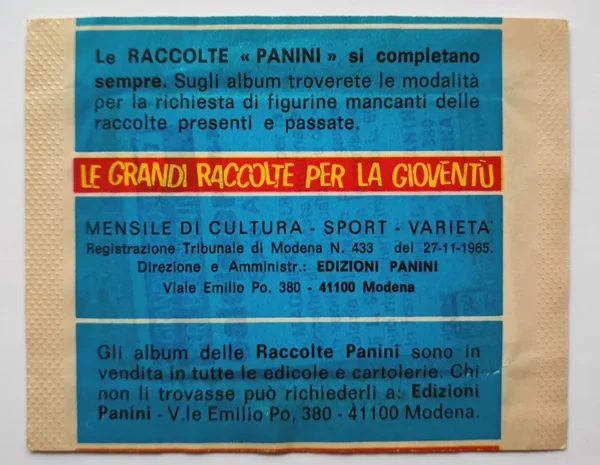 Le RACCOLTE « PANINI » si completano
sempre. Sugli album troverete le modalità
per la richiesta di figurine mancanti delle
raccolte presenti e passate.
LE GRANDI RACCOLTE PER LA GIOVENTÙ
MENSILE DI CULTURA - SPORT - VARIETA'
Registrazione Tribunale di Modena N. 433 del 27-11-1965.
Direzione e Amministr.: EDIZIONI PANINI
Viale Emilio Po, 380 - 41100 Modena
Gli album delle Raccolte Panini sono in
vendita in tutte le edicole e cartolerie. Chi
non li trovasse può richiederli a: Edizioni
Panini - V.le Emilio Po, 380 - 41100 Modena.